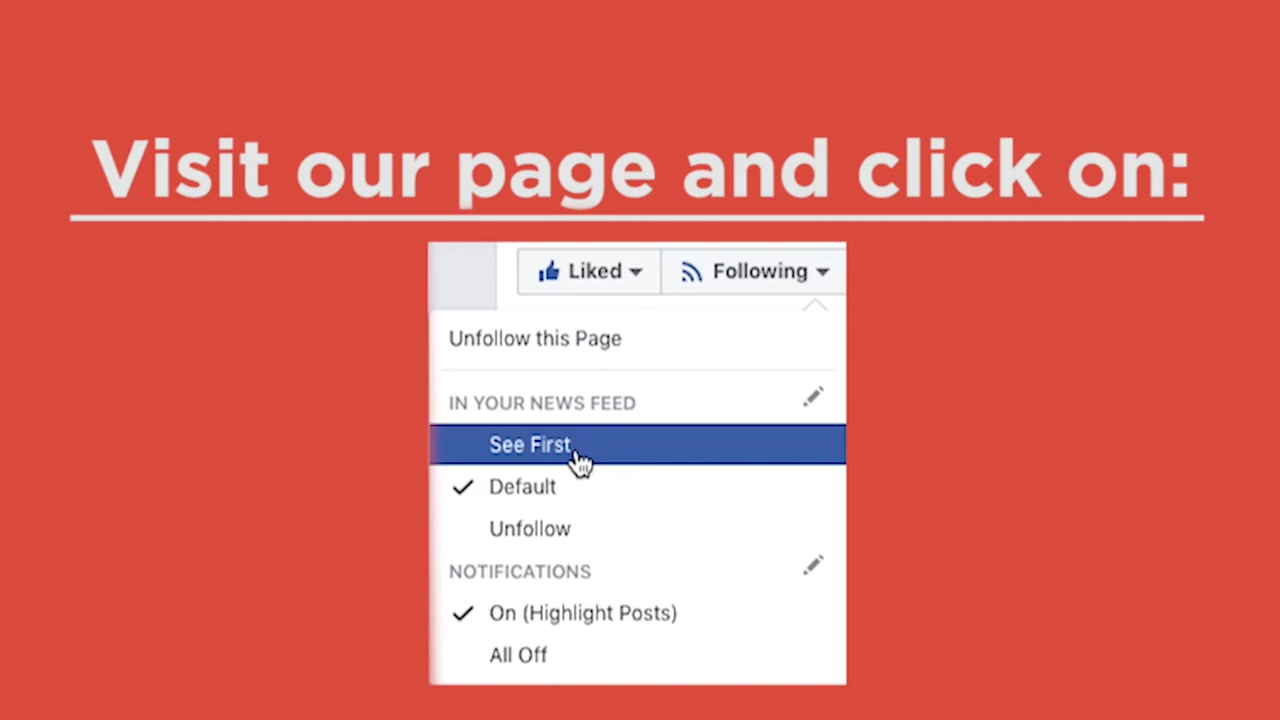 Visit our page and click on:
Liked Following
Unfollow this Page
IN YOUR NEWS FEED
See First
Default
Unfollow
NOTIFICATIONS
On (Highlight Posts)
All Off